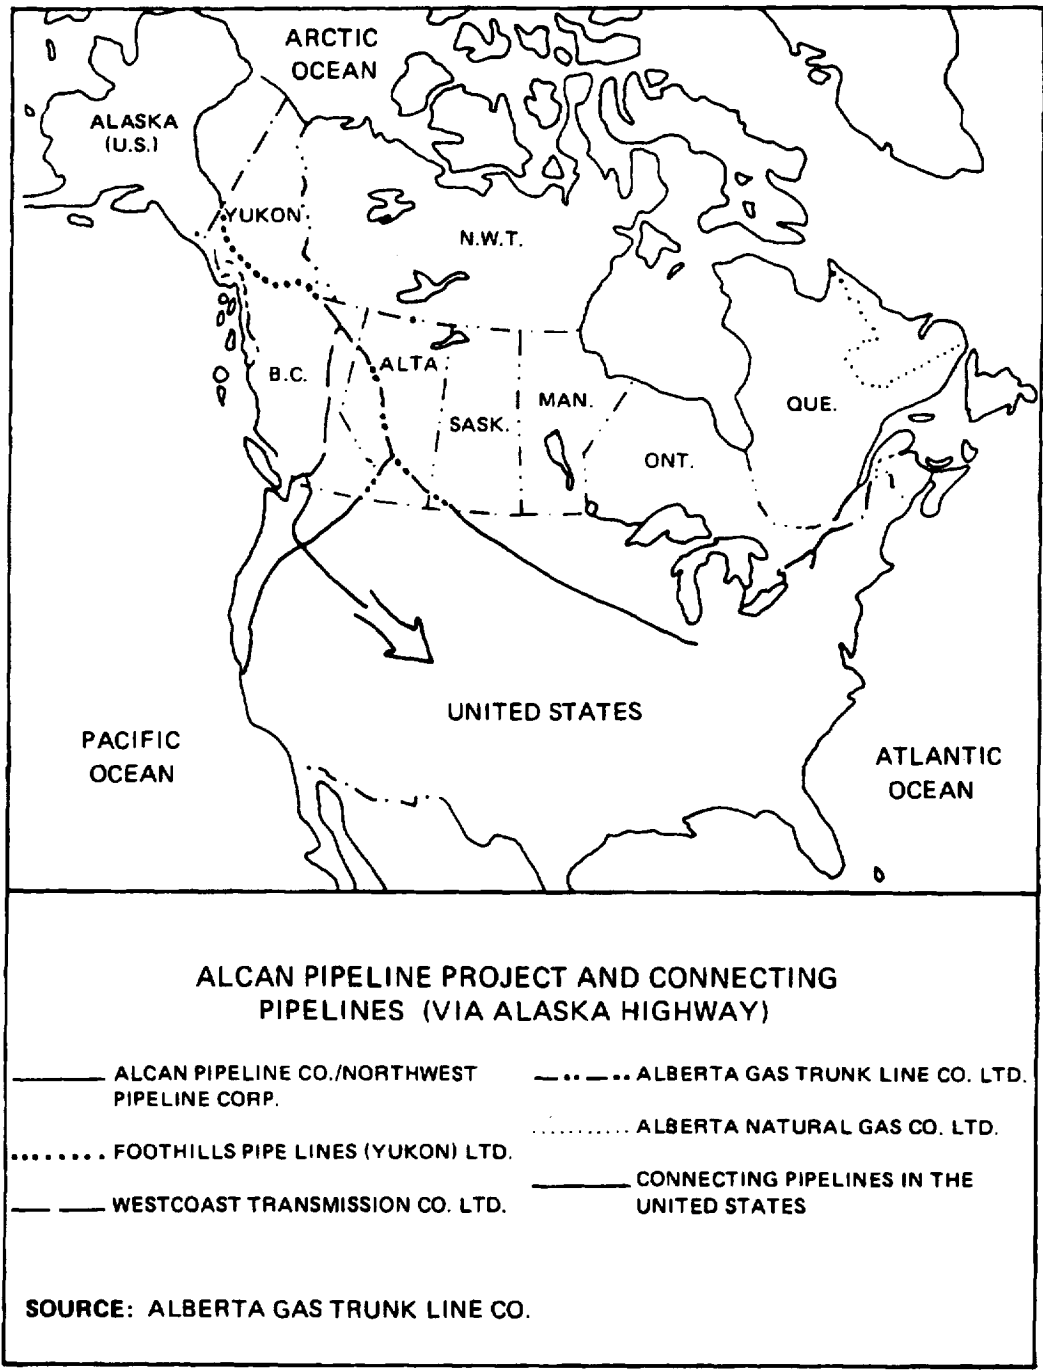 ARCTIC
OCEAN
ALASKA
(U.S.)
YUKON
N.W.T.
B.C.
ALTA
SASK.
MAN.
ONT.
QUE.
UNITED STATES
PACIFIC
OCEAN
ATLANTIC
OCEAN
ALCAN PIPELINE PROJECT AND CONNECTING
PIPELINES (VIA ALASKA HIGHWAY)
ALCAN PIPELINE CO./NORTHWEST
PIPELINE CORP.
FOOTHILLS PIPE LINES (YUKON) LTD.
WESTCOAST TRANSMISSION CO. LTD.
ALBERTA GAS TRUNK LINE CO. LTD.
ALBERTA NATURAL GAS CO. LTD.
CONNECTING PIPELINES IN THE
UNITED STATES
SOURCE: ALBERTA GAS TRUNK LINE CO.